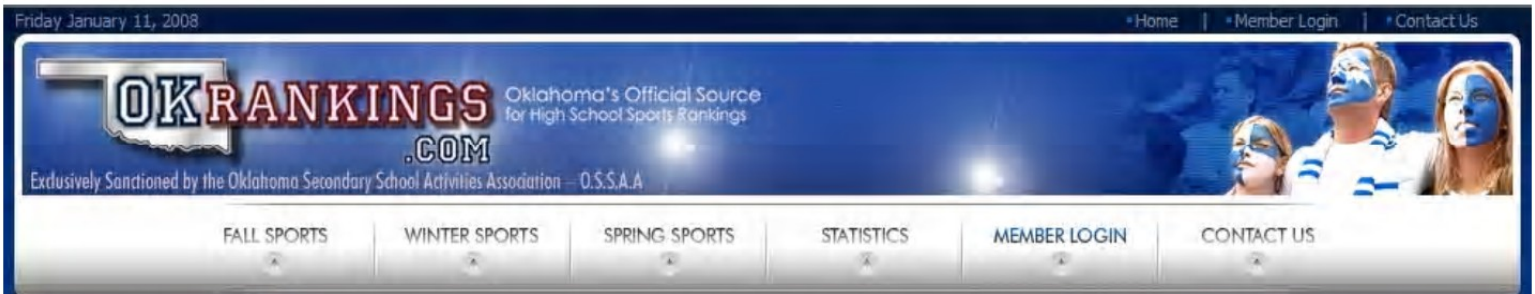 Friday January 11, 2008
Home | Member Login | Contact Us
OKRANKINGS
.COM
Oklahoma's Official Source
for High School Sports Rankings
Exclusively Sanctioned by the Oklahoma Secondary School Activities Association – O.S.S.A.A
FALL SPORTS WINTER SPORTS SPRING SPORTS STATISTICS MEMBER LOGIN CONTACT US